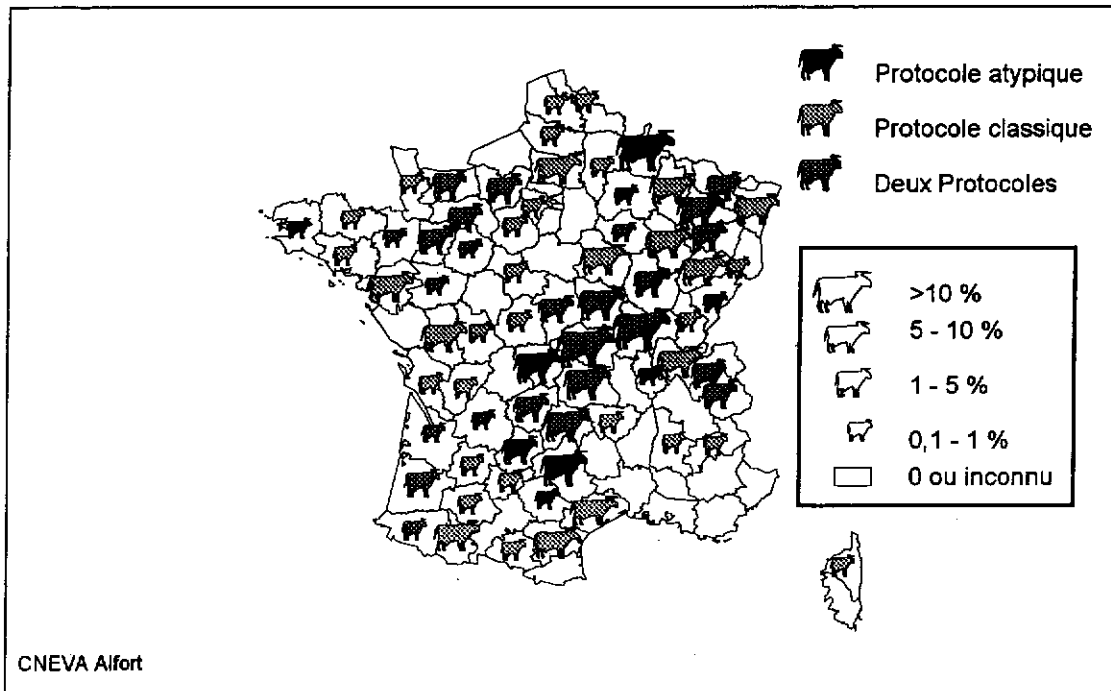 Protocole atypique
Protocole classique
Deux Protocoles
>10 %
5 - 10 %
1 - 5 %
0,1 - 1 %
0 ou inconnu
CNEVA Alfort